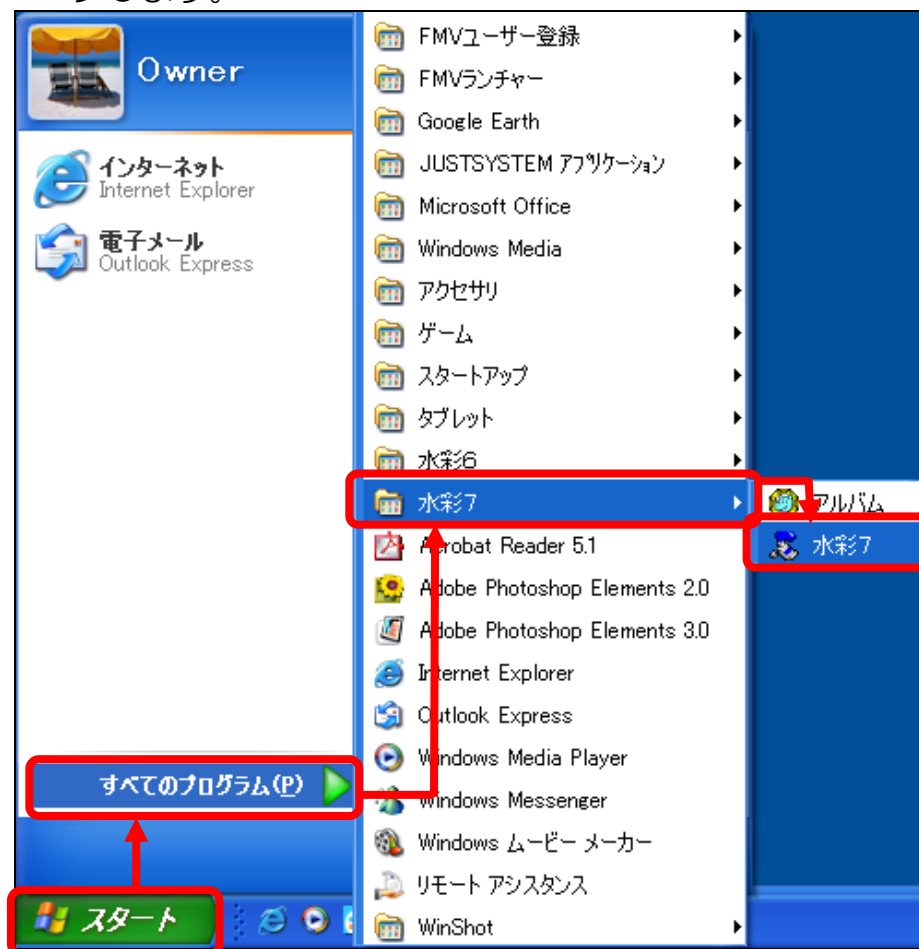 Owner
インターネット
Internet Explorer
電子メール
Outlook Express
すべてのプログラム(P)
スタート
FMVユーザー登録
FMVランチャー
Google Earth
JUSTSYSTEM アプリケーション
Microsoft Office
Windows Media
アクセサリ
ゲーム
スタートアップ
タブレット
水彩6
水彩7
Acrobat Reader 5.1
Adobe Photoshop Elements 2.0
Adobe Photoshop Elements 3.0
Internet Explorer
Outlook Express
Windows Media Player
Windows Messenger
Windows ムービー メーカー
リモート アシスタンス
WinShot
アルバム
水彩7